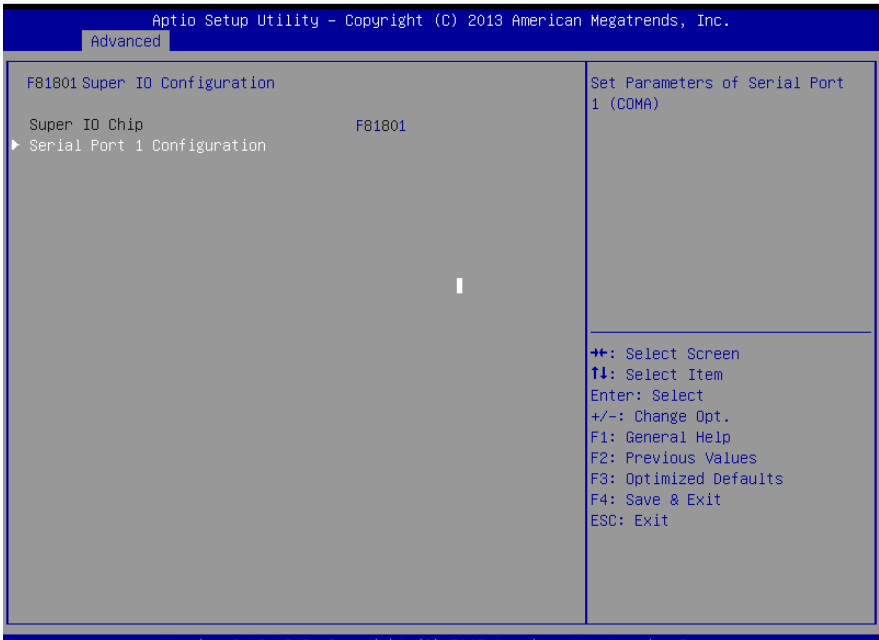 Aptio Setup Utility – Copyright (C) 2013 American Megatrends, Inc.
Advanced
F81801 Super IO Configuration
Super IO Chip F81801
Serial Port 1 Configuration
Set Parameters of Serial Port
1 (COMA)
→←: Select Screen
↑↓: Select Item
Enter: Select
+/-: Change Opt.
F1: General Help
F2: Previous Values
F3: Optimized Defaults
F4: Save & Exit
ESC: Exit